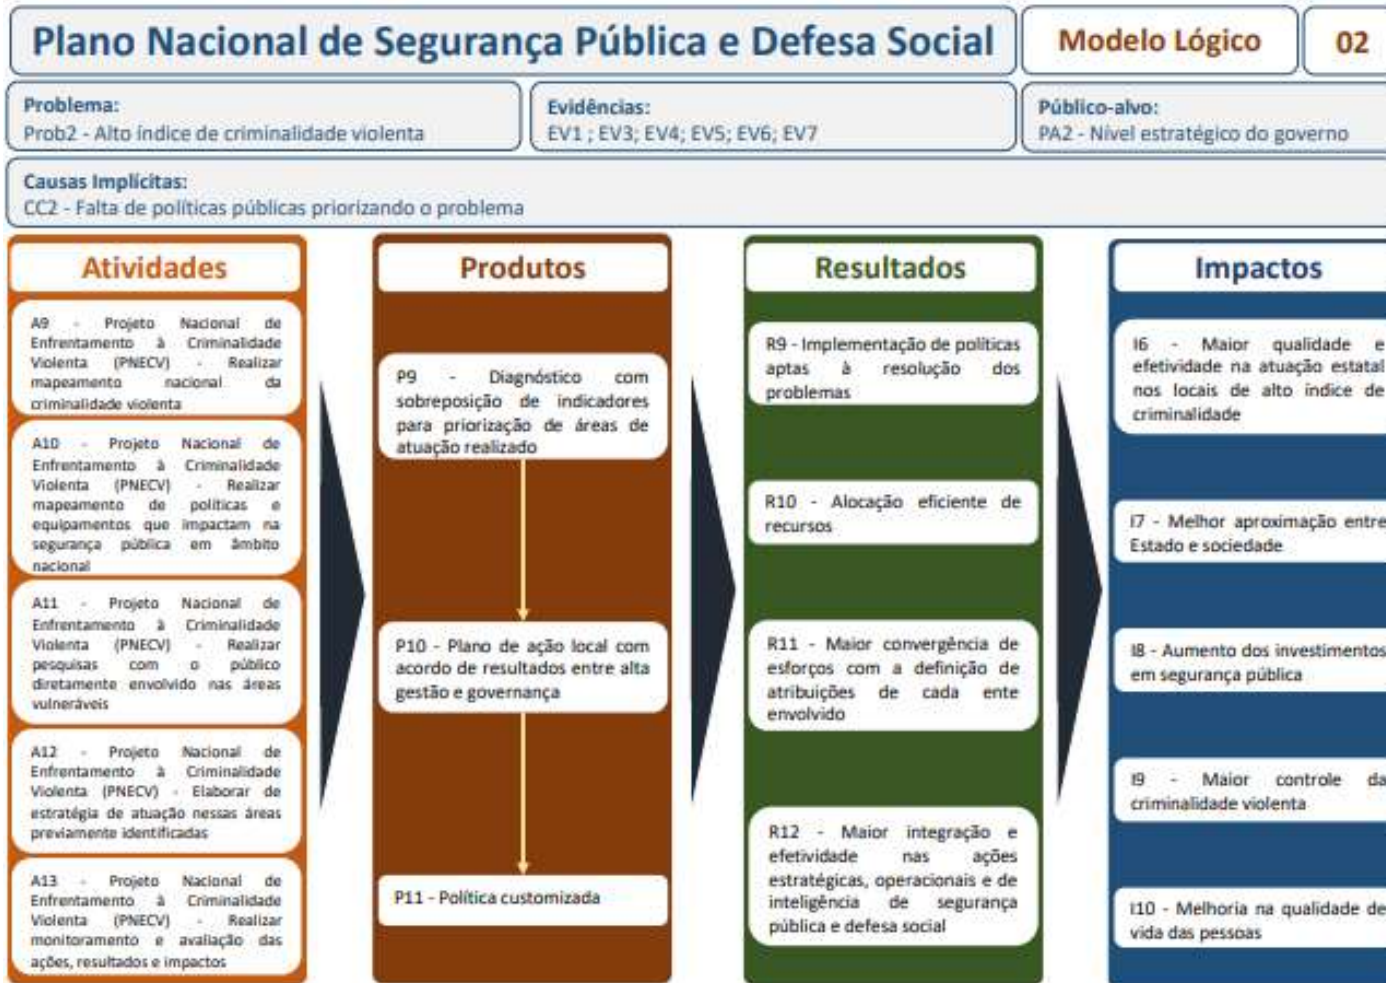 Plano Nacional de Segurança Pública e Defesa Social
Modelo Lógico
02
Problema:
Prob2 - Alto índice de criminalidade violenta
Evidências:
EV1 ; EV3; EV4; EV5; EV6; EV7
Público-alvo:
PA2 - Nível estratégico do governo
Causas Implícitas:
CC2 - Falta de políticas públicas priorizando o problema
Atividades
A9 - Projeto Nacional de
Enfrentamento à Criminalidade
Violenta (PNECV) - Realizar
mapeamento nacional da
criminalidade violenta
A10 - Projeto Nacional de
Enfrentamento à Criminalidade
Violenta (PNECV) - Realizar
mapeamento de políticas e
equipamentos que impactam na
segurança pública em âmbito
nacional
A11 - Projeto Nacional de
Enfrentamento à Criminalidade
Violenta (PNECV) - Realizar
pesquisas com o público
diretamente envolvido nas áreas
vulneráveis
A12 - Projeto Nacional de
Enfrentamento à Criminalidade
Violenta (PNECV) - Elaborar de
estratégia de atuação nessas áreas
previamente identificadas
A13 - Projeto Nacional de
Enfrentamento à Criminalidade
Violenta (PNECV) - Realizar
monitoramento e avaliação das
ações, resultados e impactos
Produtos
P9 - Diagnóstico com
sobreposição de indicadores
para priorização de áreas de
atuação realizado
P10 - Plano de ação local com
acordo de resultados entre alta
gestão e governança
P11 - Política customizada
Resultados
R9 - Implementação de políticas
aptas à resolução dos
problemas
R10 - Alocação eficiente de
recursos
R11 - Maior convergência de
esforços com a definição de
atribuições de cada ente
envolvido
R12 - Maior integração e
efetividade nas ações
estratégicas, operacionais e de
inteligência de segurança
pública e defesa social
Impactos
I6 - Maior qualidade e
efetividade na atuação estatal
nos locais de alto índice de
criminalidade
I7 - Melhor aproximação entre
Estado e sociedade
I8 - Aumento dos investimentos
em segurança pública
I9 - Maior controle da
criminalidade violenta
I10 - Melhoria na qualidade de
vida das pessoas